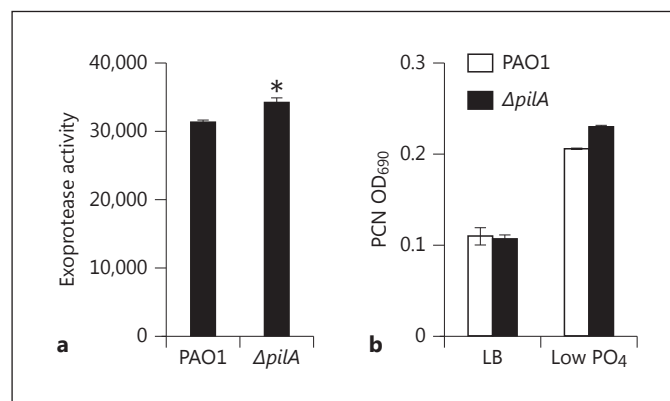 40,000
30,000
20,000
10,000
0
Exoprotease activity
*
PAO1
ΔpilA
a
0.3
0.2
0.1
0
PCN OD₆₉₀
PAO1
ΔpilA
LB
Low PO₄
b